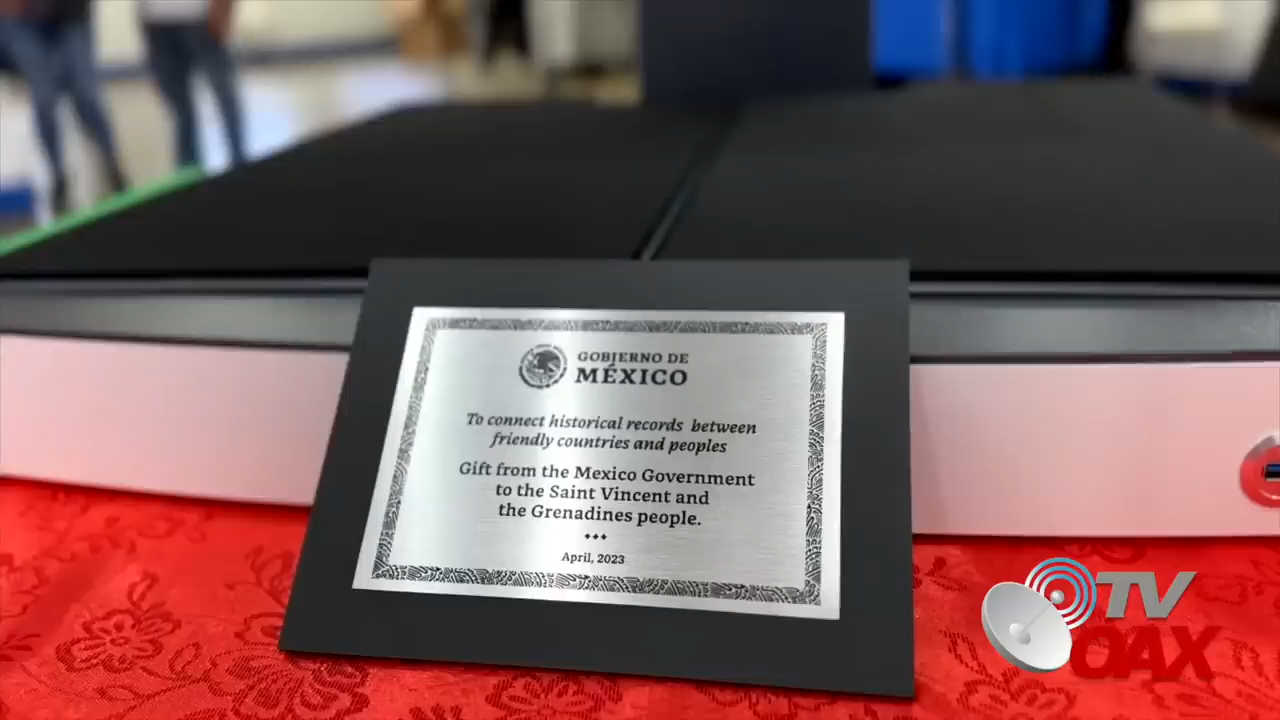 GOBIERNO DE
MÉXICO
To connect historical records between
friendly countries and peoples
Gift from the Mexico Government
to the Saint Vincent and
the Grenadines people.
April, 2023
TV
OAX